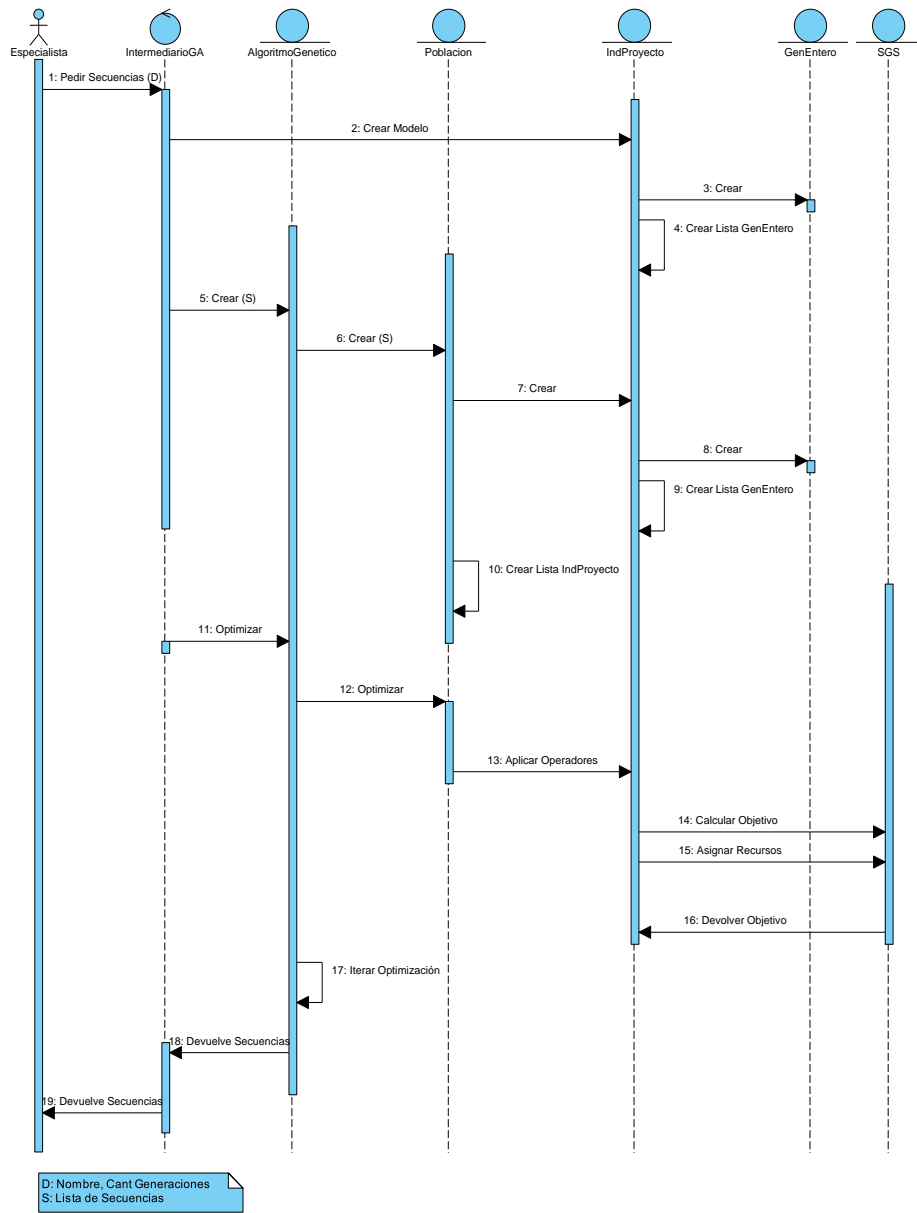 Especialista
IntermediarioGA
AlgoritmoGenetico
Poblacion
IndProyecto
GenEntero
SGS
1: Pedir Secuencias (D)
2: Crear Modelo
3: Crear
4: Crear Lista GenEntero
5: Crear (S)
6: Crear (S)
7: Crear
8: Crear
9: Crear Lista GenEntero
10: Crear Lista IndProyecto
11: Optimizar
12: Optimizar
13: Aplicar Operadores
14: Calcular Objetivo
15: Asignar Recursos
16: Devolver Objetivo
17: Iterar Optimización
18: Devuelve Secuencias
19: Devuelve Secuencias
D: Nombre, Cant Generaciones
S: Lista de Secuencias